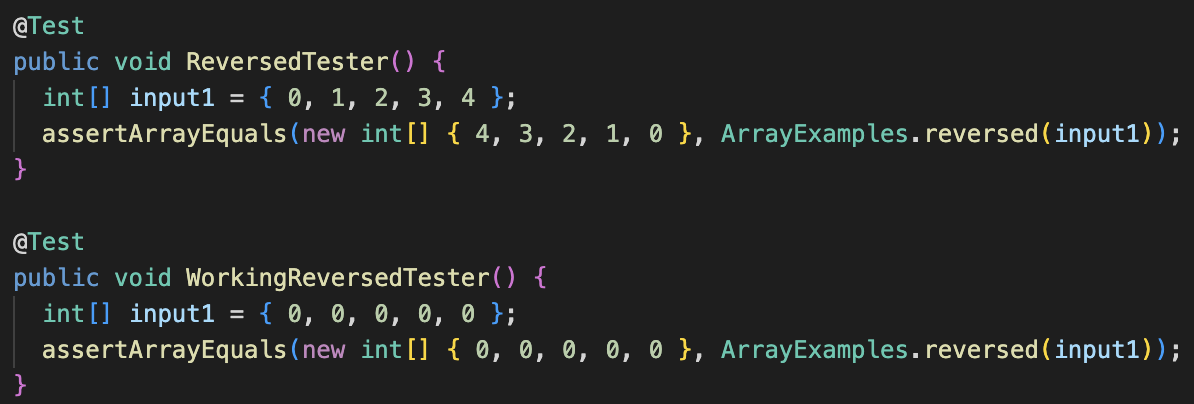 @Test
public void ReversedTester() {
  int[] input1 = { 0, 1, 2, 3, 4 };
  assertArrayEquals(new int[] { 4, 3, 2, 1, 0 }, ArrayExamples.reversed(input1));
}

@Test
public void WorkingReversedTester() {
  int[] input1 = { 0, 0, 0, 0, 0 };
  assertArrayEquals(new int[] { 0, 0, 0, 0, 0 }, ArrayExamples.reversed(input1));
}